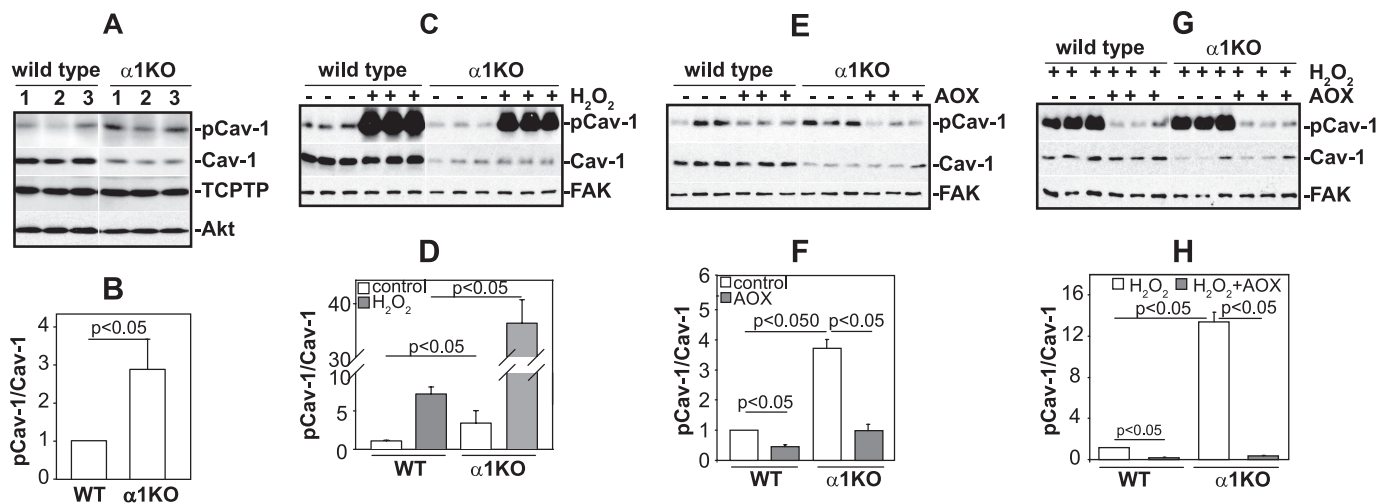 A
wild type α1KO
1 2 3 1 2 3
-pCav-1
-Cav-1
-TCPTP
-Akt
B
pCav-1/Cav-1
4
3
2
1
0
p<0.05
WT α1KO
C
wild type α1KO
- - - + + + - - - + + + H₂O₂
-pCav-1
-Cav-1
-FAK
D
pCav-1/Cav-1
40
30
10
5
0
control
H₂O₂
p<0.05
p<0.05
WT α1KO
E
wild type α1KO
- - - + + + - - - + + + AOX
-pCav-1
-Cav-1
-FAK
F
pCav-1/Cav-1
6
5
4
3
2
1
0
control
AOX
p<0.050 p<0.05
p<0.05
WT α1KO
G
wild type α1KO
+ + + + + + + + + + + + H₂O₂
- - - + + + - - - + + + AOX
-pCav-1
-Cav-1
-FAK
H
pCav-1/Cav-1
16
12
8
4
0
H₂O₂ H₂O₂+AOX
p<0.05 p<0.05
p<0.05
WT α1KO